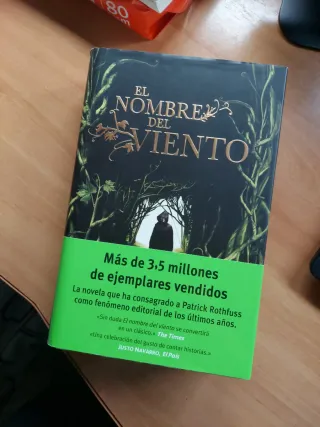 80
EL
NOMBRE
DEL
VIENTO
Más de 3,5 millones
de ejemplares vendidos
La novela que ha consagrado a Patrick Rothfuss
como fenómeno editorial de los últimos años.
«Sin duda El nombre del viento se convertirá
en un clásico.» The Times
«Una celebración del gusto de contar historias.»
JUSTO NAVARRO, El País